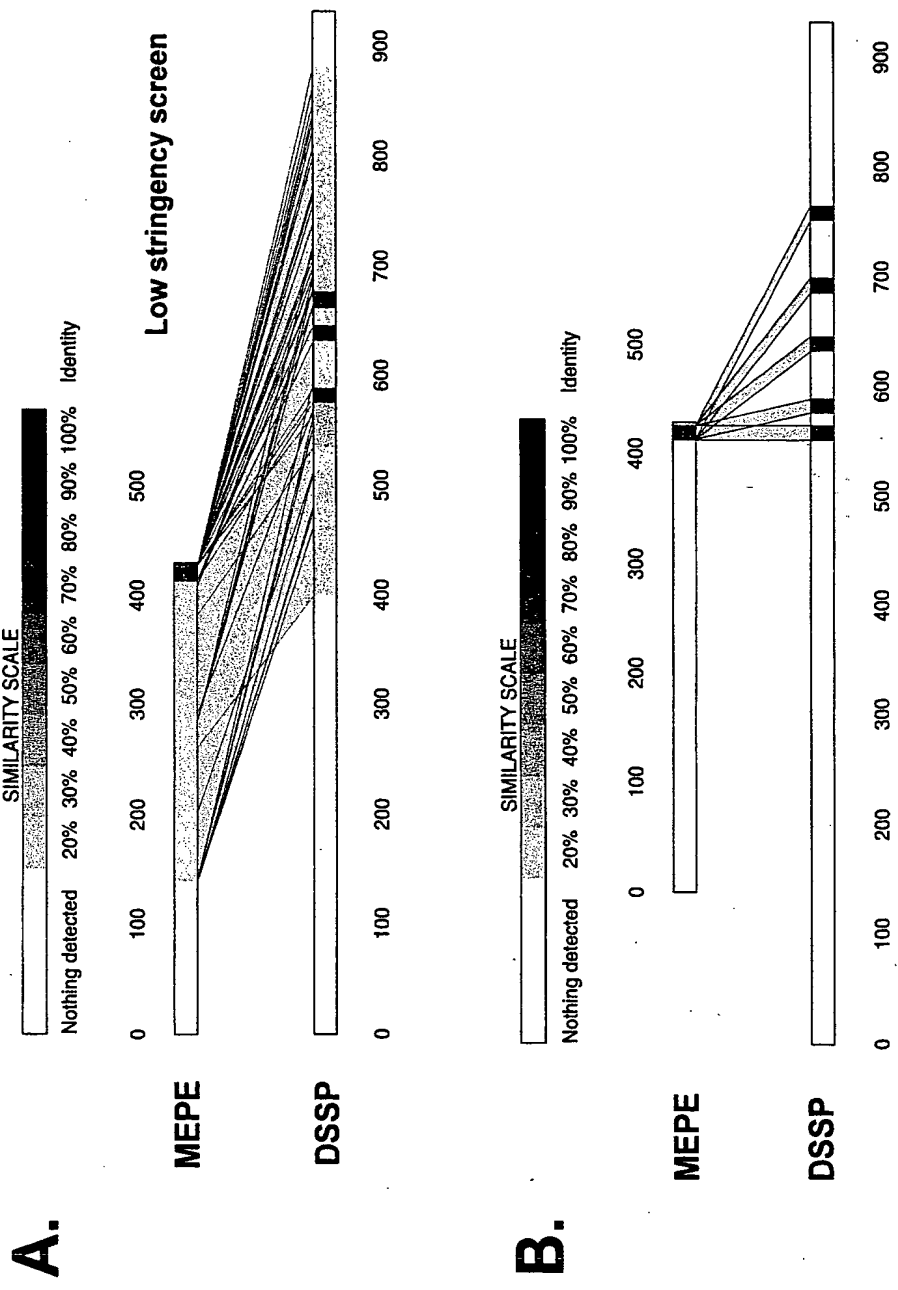 A.
SIMILARITY SCALE
Nothing detected 20% 30% 40% 50% 60% 70% 80% 90% 100% Identity
Low stringency screen
0 100 200 300 400 500
MEPE
DSSP
0 100 200 300 400 500 600 700 800 900
B.
SIMILARITY SCALE
Nothing detected 20% 30% 40% 50% 60% 70% 80% 90% 100% Identity
0 100 200 300 400 500
MEPE
DSSP
0 100 200 300 400 500 600 700 800 900